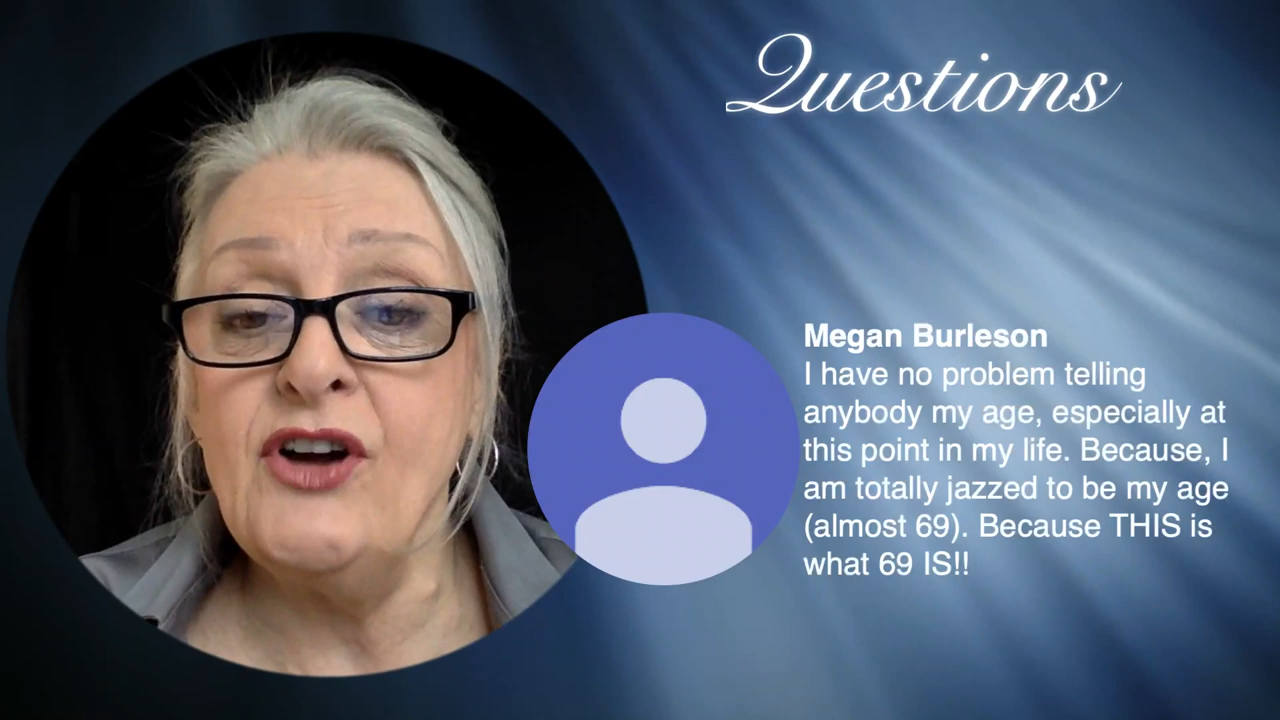 Questions
Megan Burleson
I have no problem telling
anybody my age, especially at
this point in my life. Because, I
am totally jazzed to be my age
(almost 69). Because THIS is
what 69 IS!!